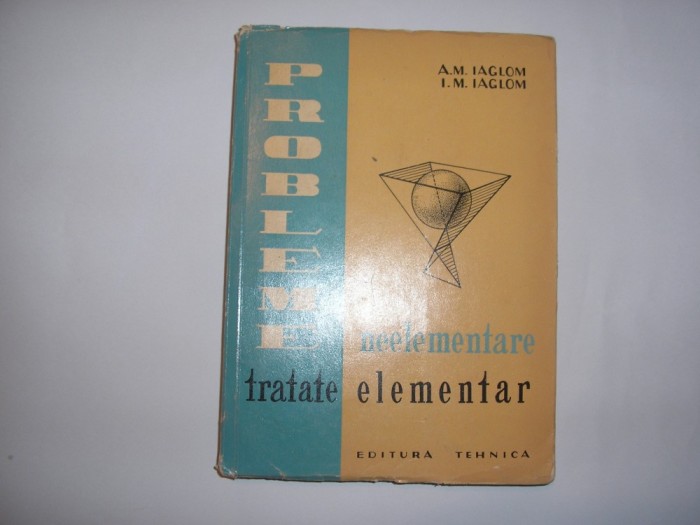 A.M. IAGLOM
I.M. IAGLOM
PROBLEME
neelementare
tratate elementar
EDITURA TEHNICA